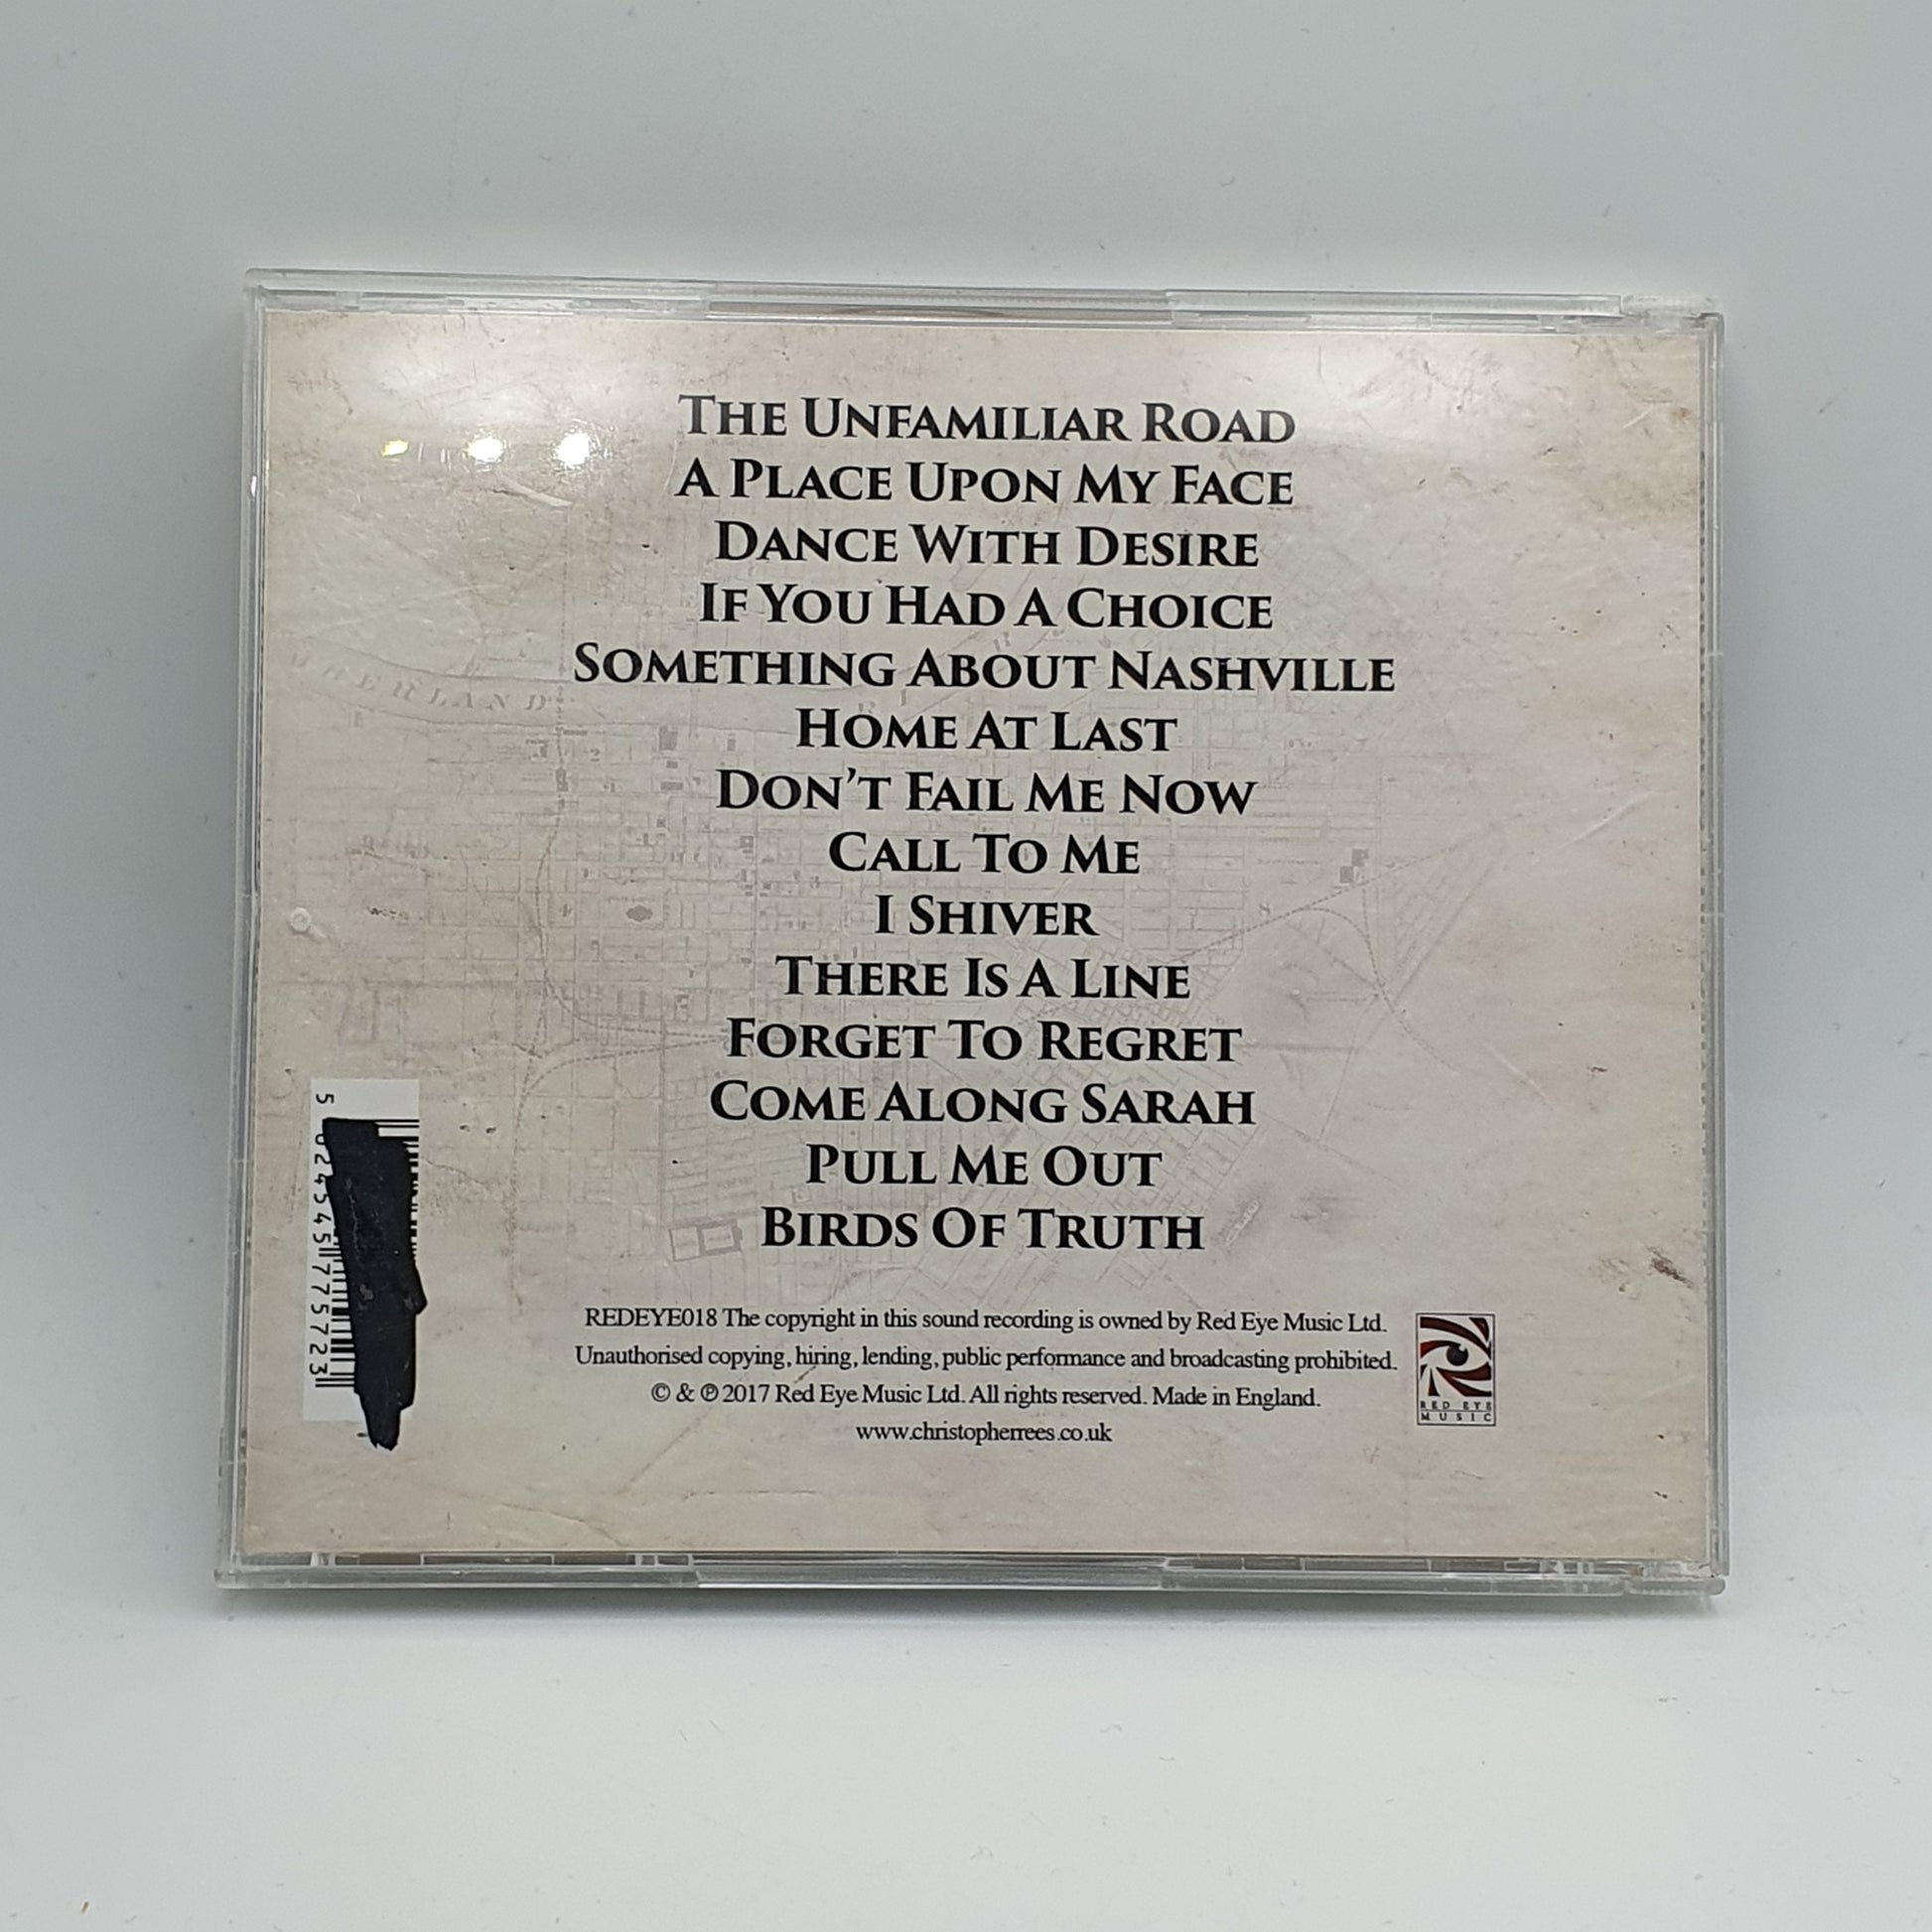 THE UNFAMILIAR ROAD
A PLACE UPON MY FACE
DANCE WITH DESIRE
IF YOU HAD A CHOICE
SOMETHING ABOUT NASHVILLE
HOME AT LAST
DON'T FAIL ME NOW
CALL TO ME
I SHIVER
THERE IS A LINE
FORGET TO REGRET
COME ALONG SARAH
PULL ME OUT
BIRDS OF TRUTH
REDEYE018 The copyright in this sound recording is owned by Red Eye Music Ltd.
Unauthorised copying, hiring, lending, public performance and broadcasting prohibited.
© & ℗ 2017 Red Eye Music Ltd. All rights reserved. Made in England.
www.christopherrees.co.uk
RED EYE
MUSIC
5 024545 775723